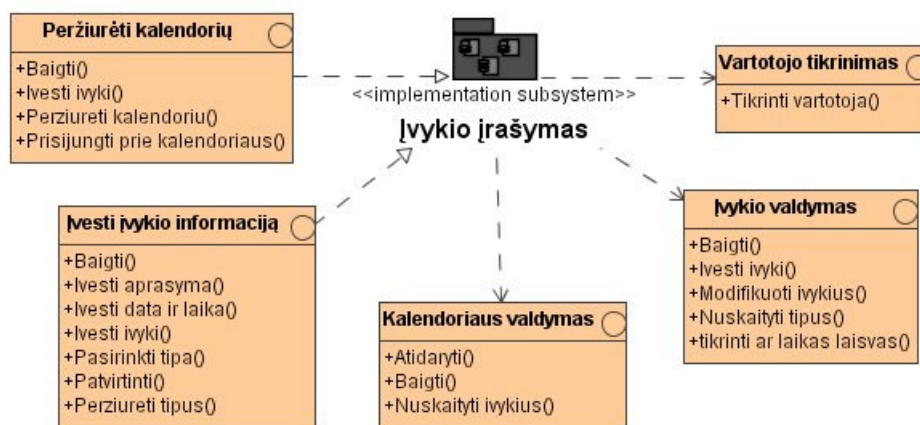 Peržiurėti kalendorių
+Baigti()
+Ivesti ivyki()
+Perziureti kalendoriu()
+Prisijungti prie kalendoriaus()
<<implementation subsystem>>
Įvykio įrašymas
Vartotojo tikrinimas
+Tikrinti vartotoja()
Įvesti įvykio informaciją
+Baigti()
+Ivesti aprasyma()
+Ivesti data ir laika()
+Ivesti ivyki()
+Pasirinkti tipa()
+Patvirtinti()
+Perziureti tipus()
Kalendoriaus valdymas
+Atidaryti()
+Baigti()
+Nuskaityti ivykius()
Įvykio valdymas
+Baigti()
+Ivesti ivyki()
+Modifikuoti ivykius()
+Nuskaityti tipus()
+tikrinti ar laikas laisvas()